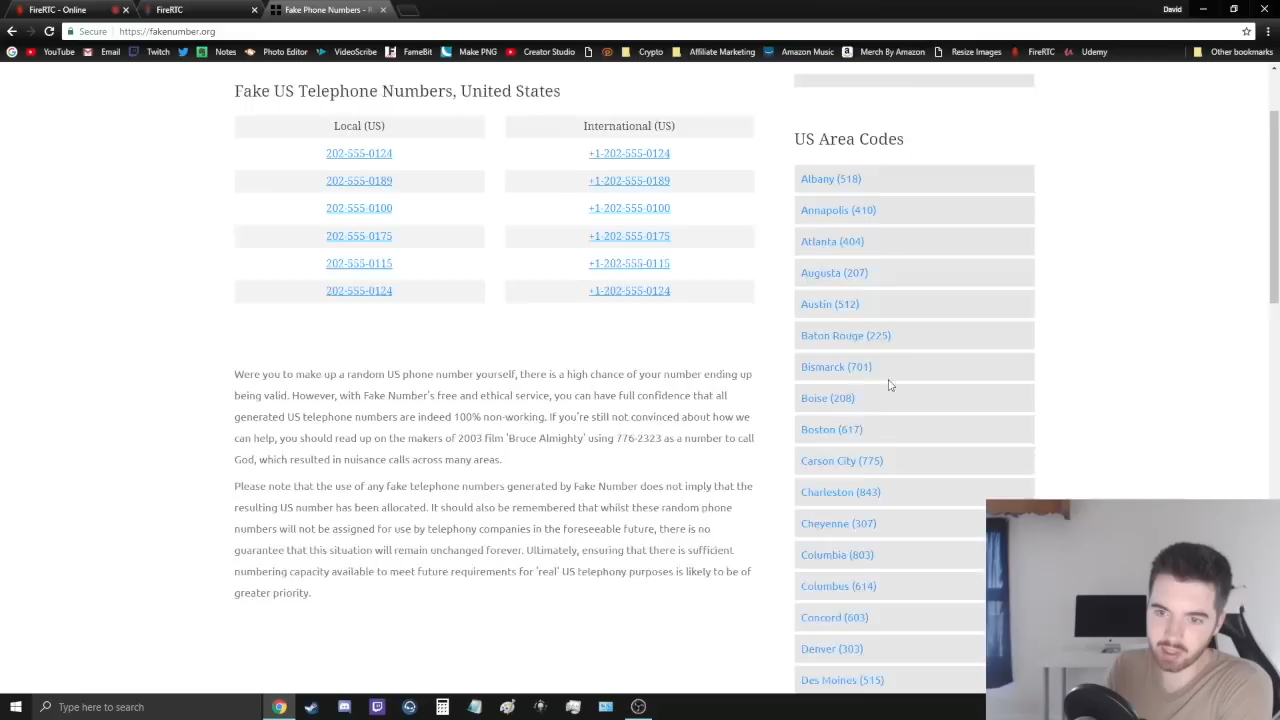 FireRTC - Online
FireRTC
Fake Phone Numbers - R
David
Secure
https://fakenumber.org
YouTube
Email
Twitch
Notes
Photo Editor
VideoScribe
FameBit
Make PNG
Creator Studio
Crypto
Affiliate Marketing
Amazon Music
Merch By Amazon
Resize Images
FireRTC
Udemy
Other bookmarks
Fake US Telephone Numbers, United States
Local (US)
International (US)
202-555-0124
+1-202-555-0124
202-555-0189
+1-202-555-0189
202-555-0100
+1-202-555-0100
202-555-0175
+1-202-555-0175
202-555-0115
+1-202-555-0115
202-555-0124
+1-202-555-0124
Were you to make up a random US phone number yourself, there is a high chance of your number ending up
being valid. However, with Fake Number's free and ethical service, you can have full confidence that all
generated US telephone numbers are indeed 100% non-working. If you're still not convinced about how we
can help, you should read up on the makers of 2003 film 'Bruce Almighty' using 776-2323 as a number to call
God, which resulted in nuisance calls across many areas.
Please note that the use of any fake telephone numbers generated by Fake Number does not imply that the
resulting US number has been allocated. It should also be remembered that whilst these random phone
numbers will not be assigned for use by telephony companies in the foreseeable future, there is no
guarantee that this situation will remain unchanged forever. Ultimately, ensuring that there is sufficient
numbering capacity available to meet future requirements for 'real' US telephony purposes is likely to be of
greater priority.
US Area Codes
Albany (518)
Annapolis (410)
Atlanta (404)
Augusta (207)
Austin (512)
Baton Rouge (225)
Bismarck (701)
Boise (208)
Boston (617)
Carson City (775)
Charleston (843)
Cheyenne (307)
Columbia (803)
Columbus (614)
Concord (603)
Denver (303)
Des Moines (515)
Type here to search